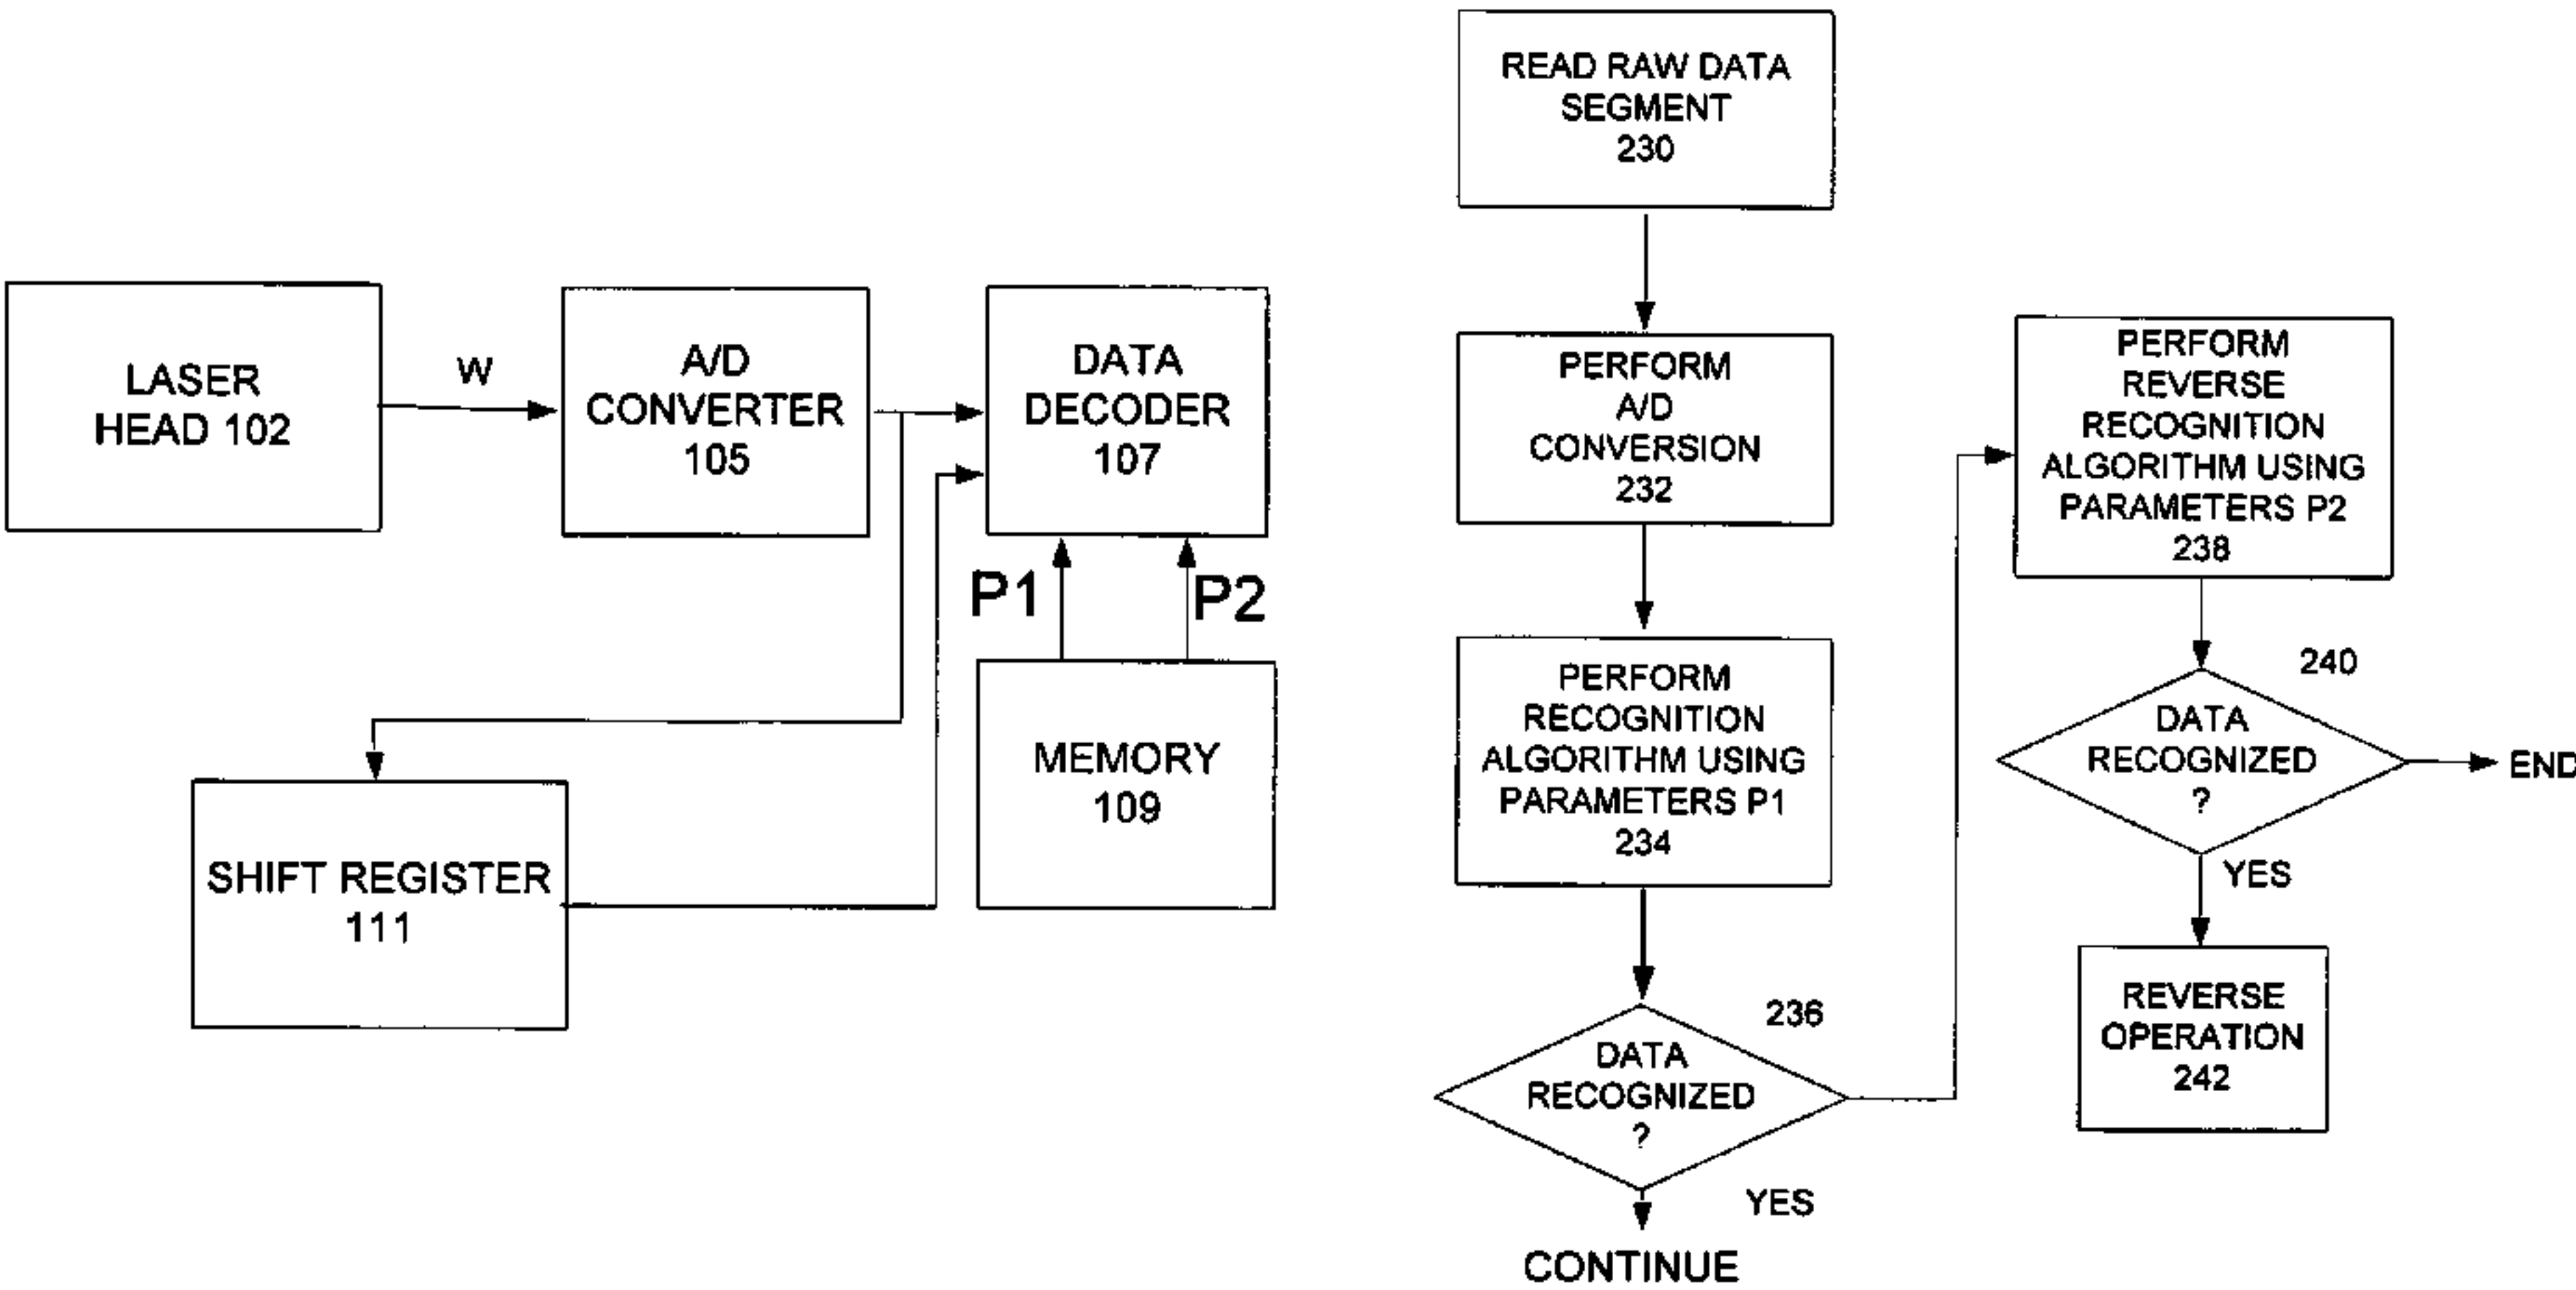 LASER
HEAD 102
W
A/D
CONVERTER
105
DATA
DECODER
107
P1
P2
MEMORY
109
SHIFT REGISTER
111
READ RAW DATA
SEGMENT
230
PERFORM
A/D
CONVERSION
232
PERFORM
RECOGNITION
ALGORITHM USING
PARAMETERS P1
234
236
DATA
RECOGNIZED
?
YES
CONTINUE
PERFORM
REVERSE
RECOGNITION
ALGORITHM USING
PARAMETERS P2
238
240
DATA
RECOGNIZED
?
END
YES
REVERSE
OPERATION
242